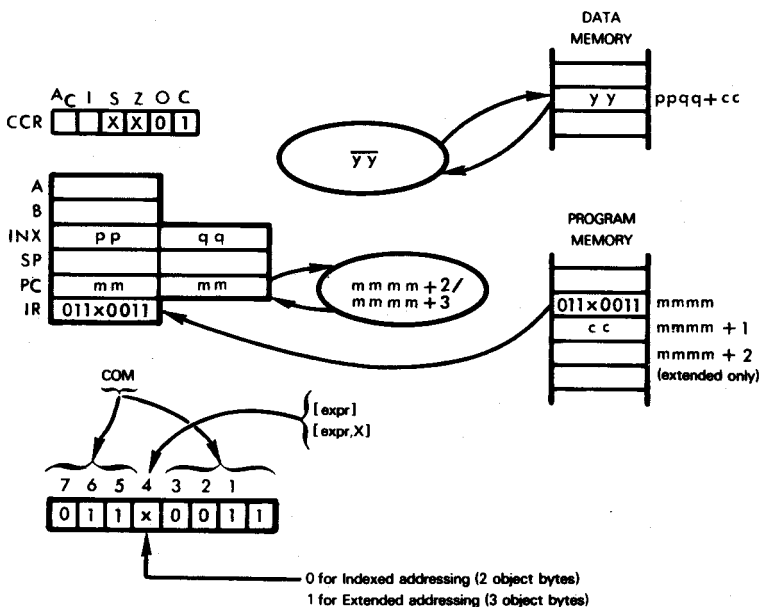 DATA
MEMORY
A_C I S Z O C
CCR X X 0 1
y y ppqq+cc
y̅y̅
A
B
INX pp qq
SP
PC mm mm
IR 011x0011
mmmm+2/
mmmm+3
PROGRAM
MEMORY
011x0011 mmmm
cc mmmm + 1
mmmm + 2
(extended only)
COM
[expr]
[expr,X]
7 6 5 4 3 2 1
0 1 1 x 0 0 1 1
0 for Indexed addressing (2 object bytes)
1 for Extended addressing (3 object bytes)